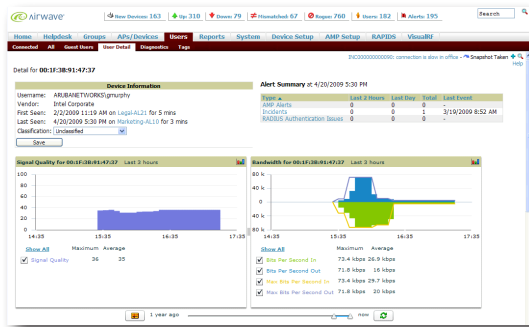 airwave
New Devices: 163 Up: 310 Down: 79 Mismatched: 67 Rogue: 760 Users: 182 Alerts: 195 Search
Home Helpdesk Groups APs/Devices Users Reports System Device Setup AMP Setup RAPIDS VisualRF
Connected All Guest Users User Detail Diagnostics Tags
INC000000000090: connection is slow in office - Snapshot Taken
Help
Detail for 00:1F:3B:91:47:37
Device Information
Username: ARUBANETWORKS\gmurphy
Vendor: Intel Corporate
First Seen: 2/2/2009 11:19 AM on Legal-AL21 for 5 mins
Last Seen: 4/20/2009 5:30 PM on Marketing-AL10 for 3 mins
Classification: Unclassified
Save
Alert Summary at 4/20/2009 5:30 PM
Type Last 2 Hours Last Day Total Last Event
AMP Alerts 0 0 0 -
Incidents 0 0 1 3/19/2009 8:52 AM
RADIUS Authentication Issues 0 0 0 -
Signal Quality for 00:1F:3B:91:47:37 Last 3 hours
100
80
60
40
20
0
14:35 15:35 16:35 17:35
Show All Maximum Average
Signal Quality 36 35
Bandwidth for 00:1F:3B:91:47:37 Last 3 hours
80 k
40 k
0
40 k
80 k
14:35 15:35 16:35 17:35
Show All Maximum Average
Bits Per Second In 73.4 kbps 26.9 kbps
Bits Per Second Out 71.8 kbps 16 kbps
Max Bits Per Second In 73.4 kbps 29.7 kbps
Max Bits Per Second Out 71.8 kbps 20 kbps
1 year ago now